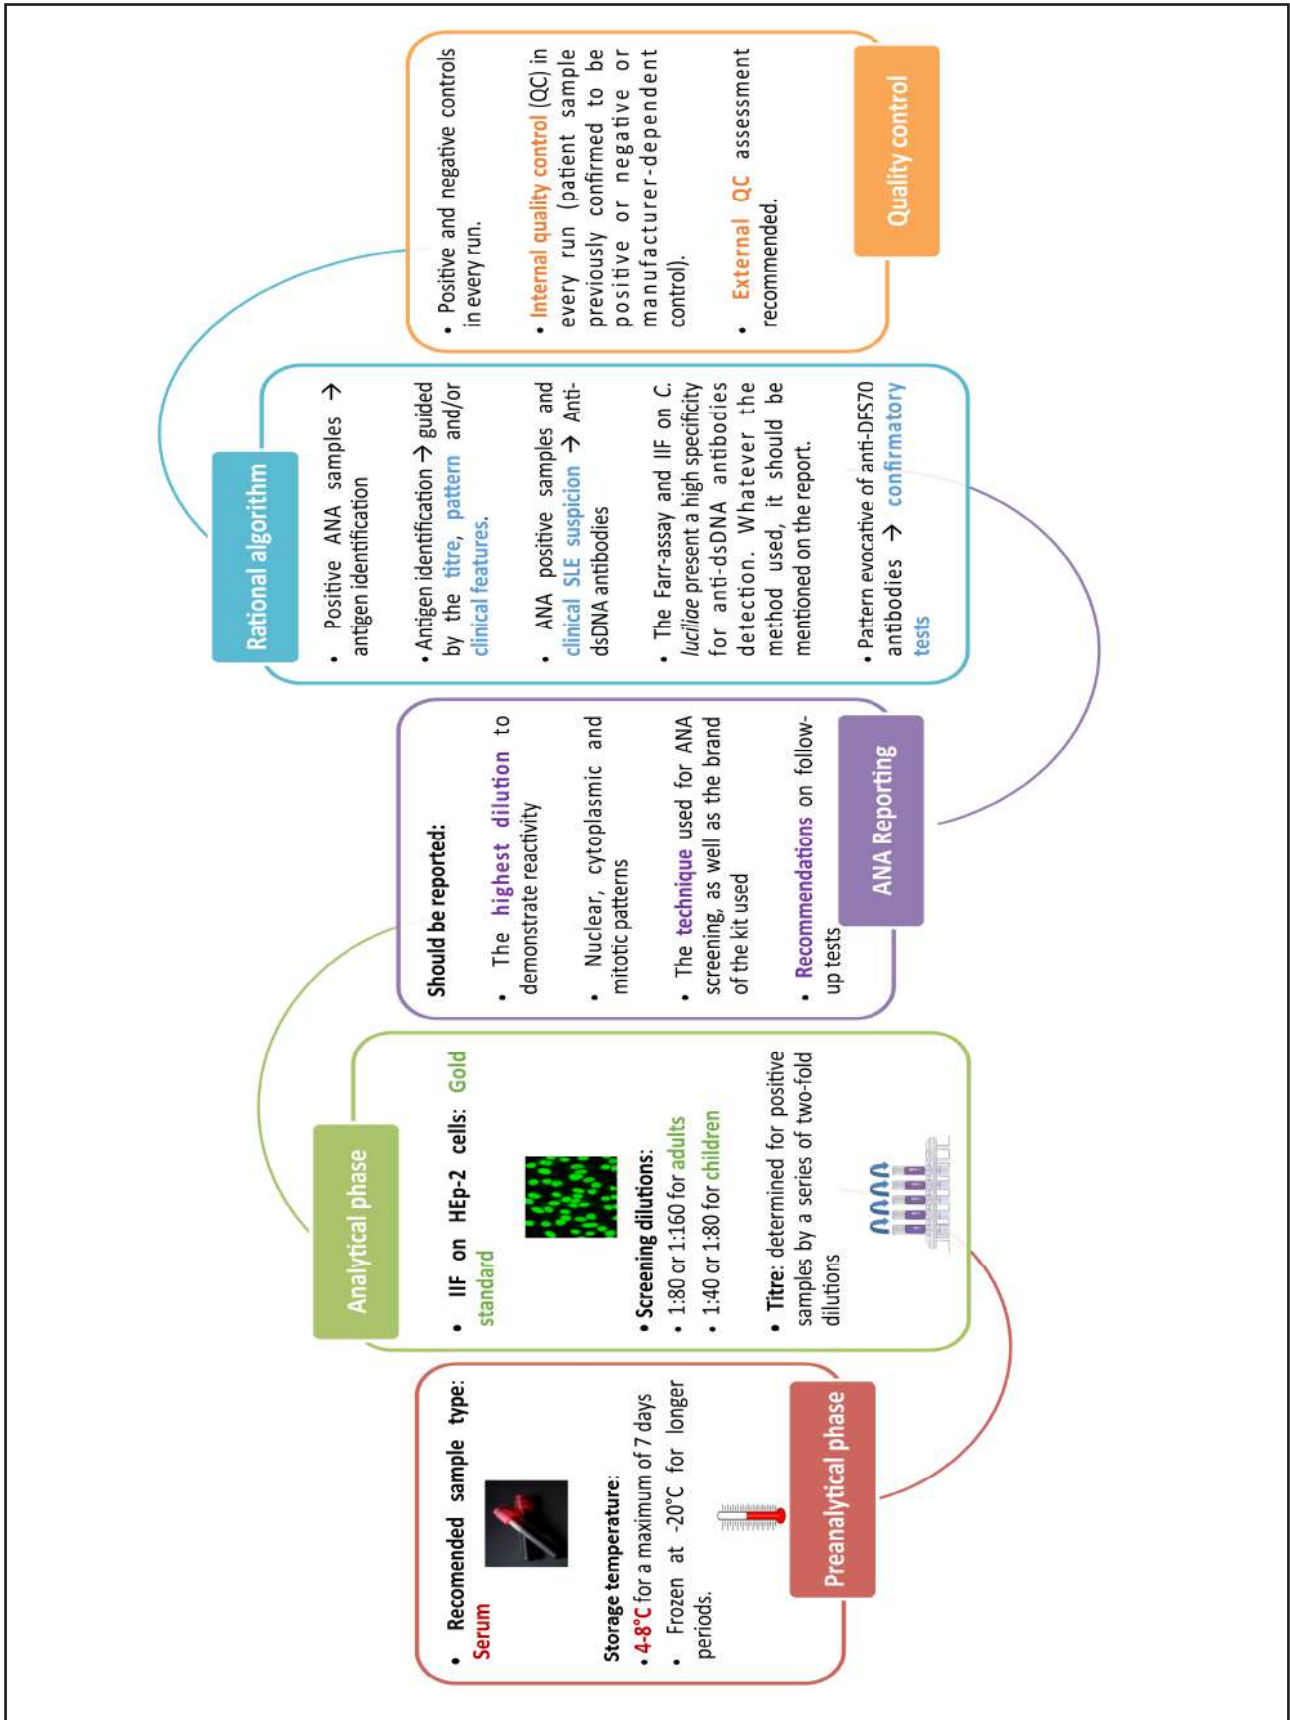 • Recomended sample type:
Serum
Storage temperature:
• 4-8°C for a maximum of 7 days
• Frozen at -20°C for longer
periods.
Preanalytical phase
Analytical phase
• IIF on HEp-2 cells: Gold
standard
• Screening dilutions:
• 1:80 or 1:160 for adults
• 1:40 or 1:80 for children
• Titre: determined for positive
samples by a series of two-fold
dilutions
Should be reported:
• The highest dilution to
demonstrate reactivity
• Nuclear, cytoplasmic and
mitotic patterns
• The technique used for ANA
screening, as well as the brand
of the kit used
• Recommendations on follow-
up tests
ANA Reporting
Rational algorithm
• Positive ANA samples →
antigen identification
• Antigen identification → guided
by the titre, pattern and/or
clinical features.
• ANA positive samples and
clinical SLE suspicion → Anti-
dsDNA antibodies
• The Farr-assay and IIF on C.
luciliae present a high specificity
for anti-dsDNA antibodies
detection. Whatever the
method used, it should be
mentioned on the report.
• Pattern evocative of anti-DFS70
antibodies → confirmatory
tests
• Positive and negative controls
in every run.
• Internal quality control (QC) in
every run (patient sample
previously confirmed to be
positive or negative or
manufacturer-dependent
control).
• External QC assessment
recommended.
Quality control